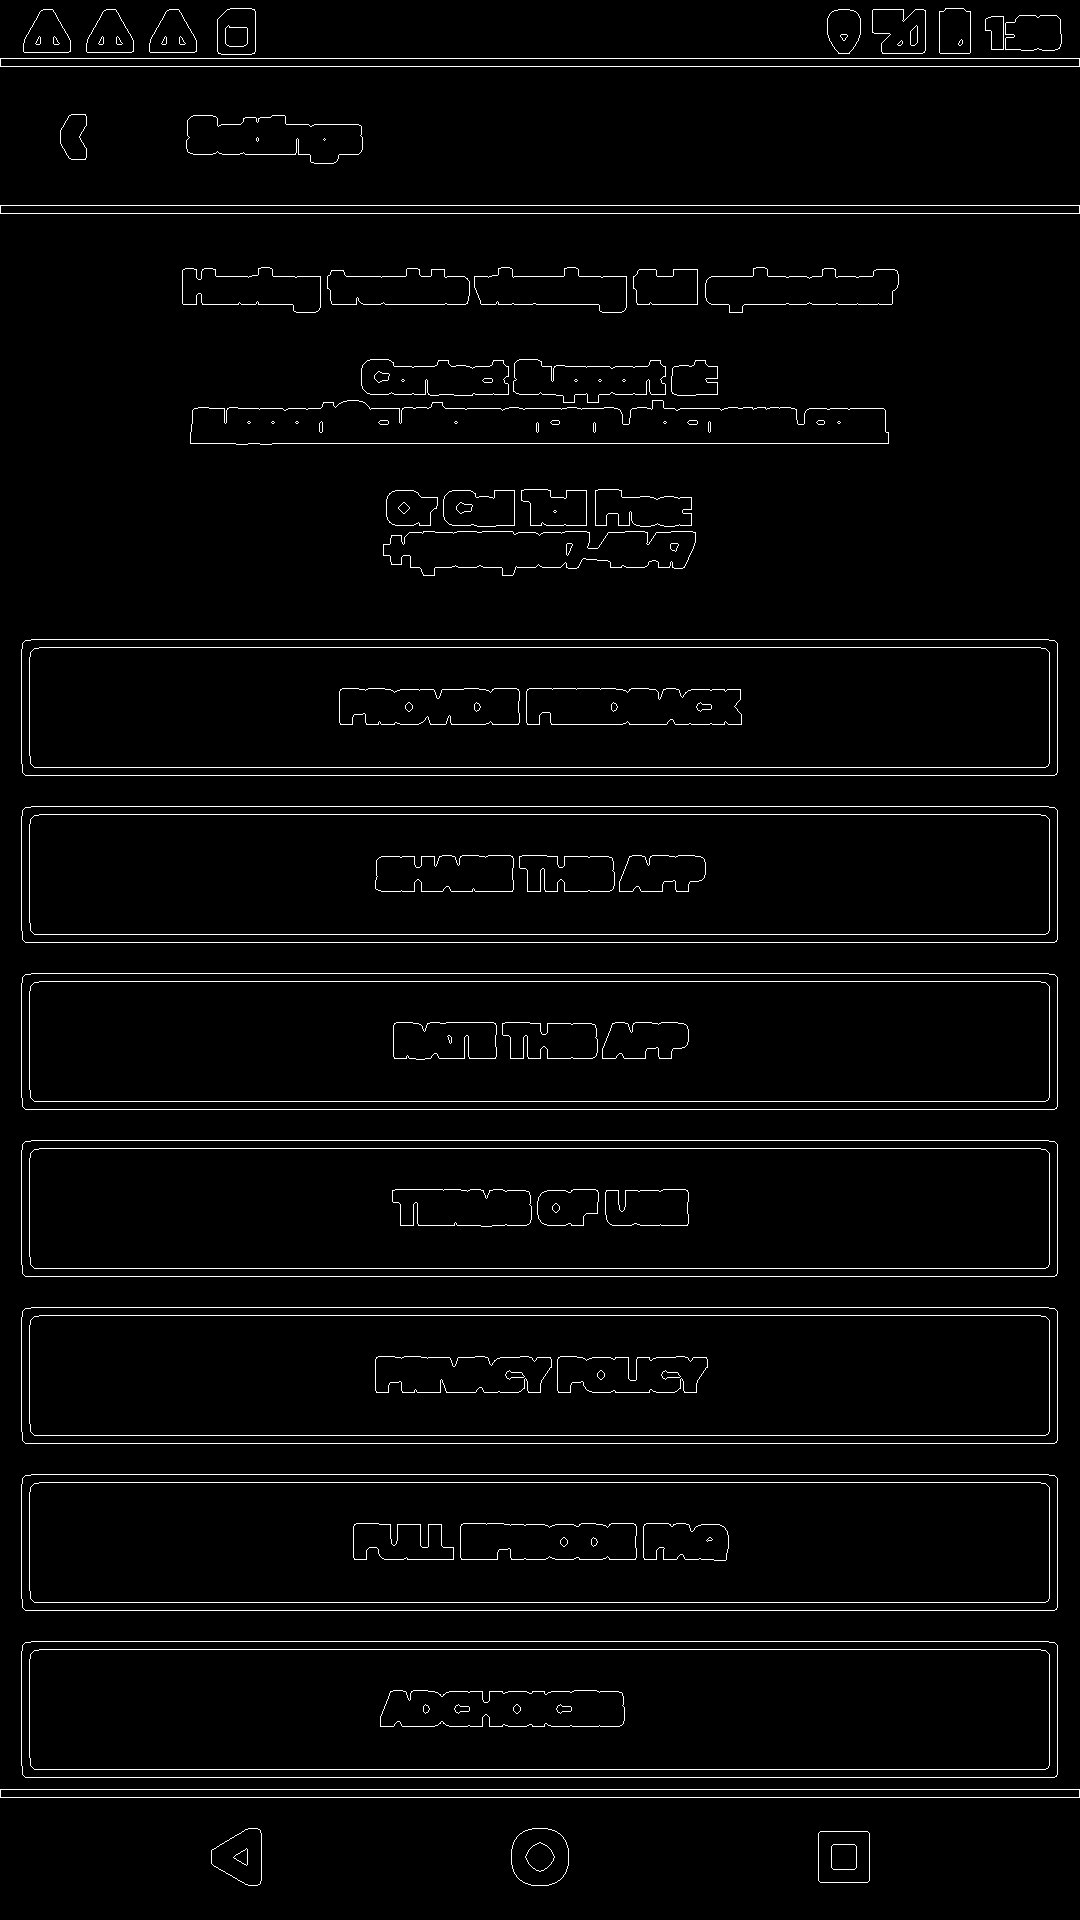 Settings
Having trouble viewing full episodes?
Contact Support at:
Or Call Toll Free:
PROVIDE FEEDBACK
SHARE THIS APP
RATE THIS APP
TERMS OF USE
PRIVACY POLICY
FULL EPISODE FAQ
ADCHOICES